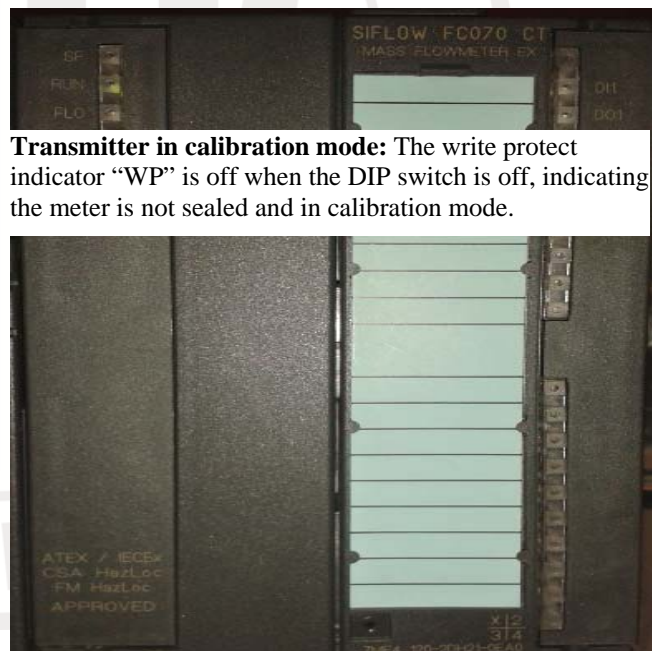 SIFLOW FC070 CT
MASS FLOWMETER EX
SF
RUN
FLO
DI1
DO1
Transmitter in calibration mode: The write protect
indicator “WP” is off when the DIP switch is off, indicating
the meter is not sealed and in calibration mode.
ATEX / IECEx
CSA HazLoc
FM HazLoc
APPROVED
X 2
3 4